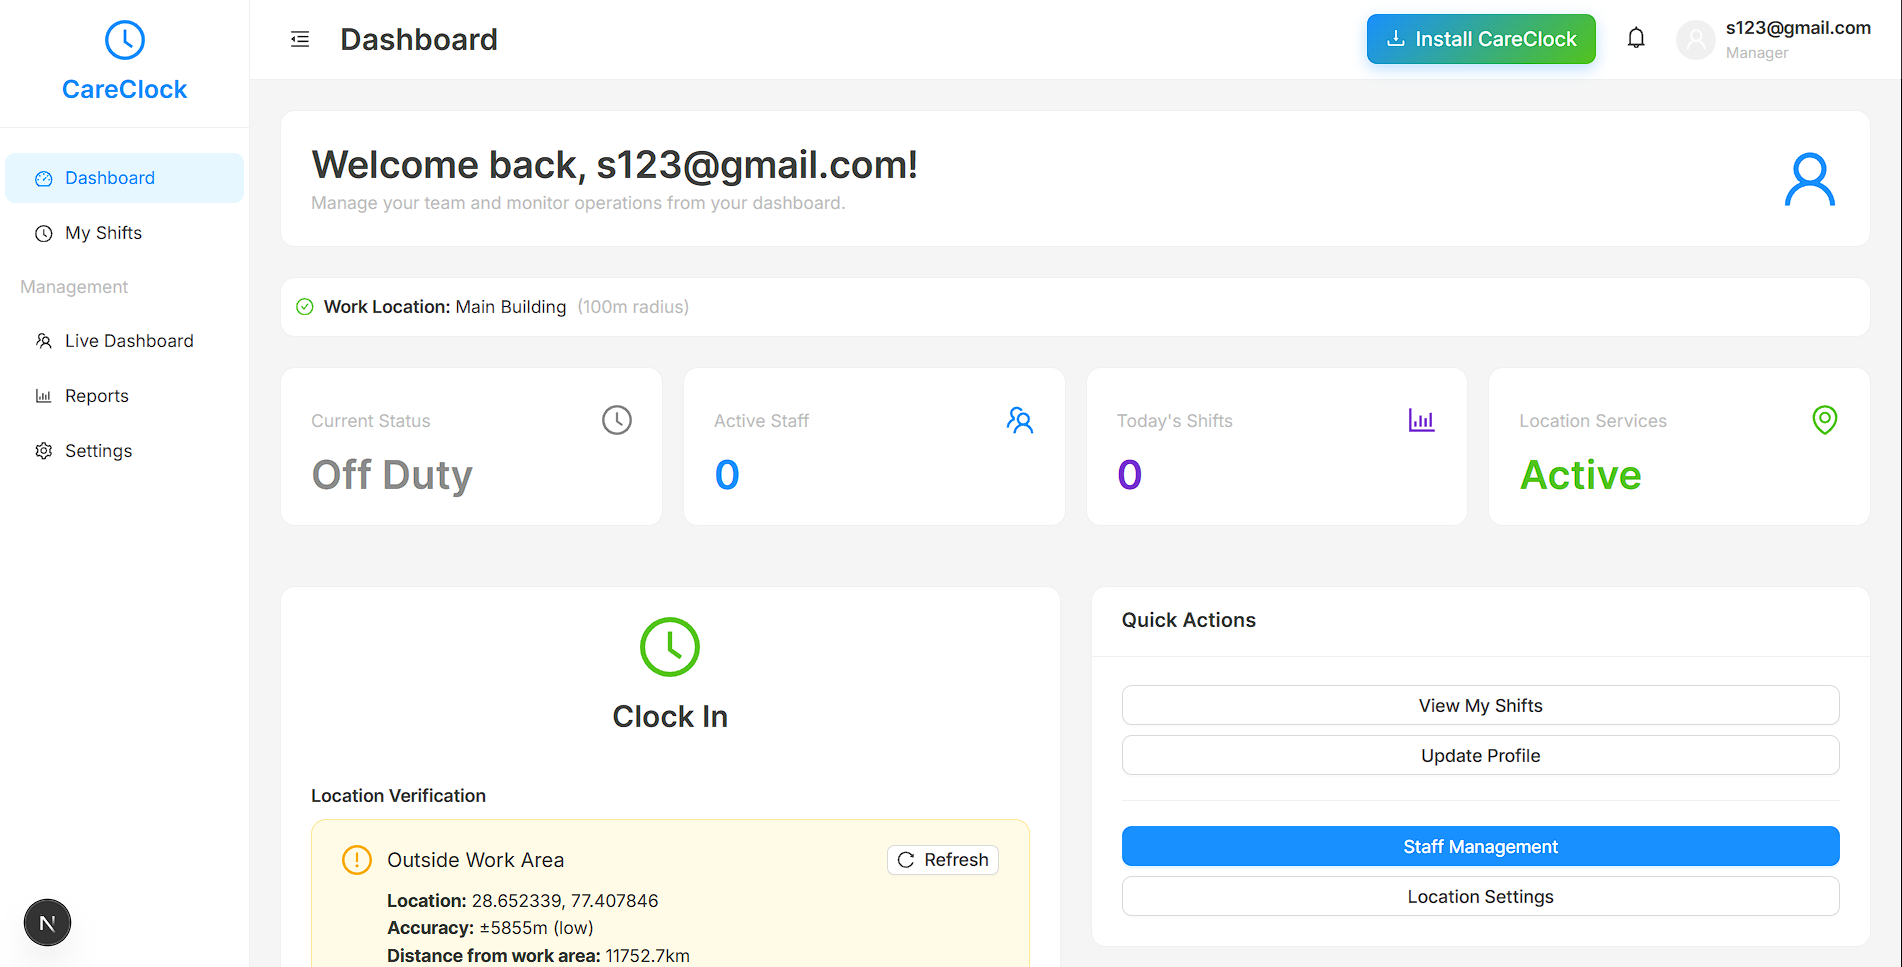 CareClock
Dashboard
My Shifts
Management
Live Dashboard
Reports
Settings
N
Dashboard
Install CareClock
s123@gmail.com
Manager
Welcome back, s123@gmail.com!
Manage your team and monitor operations from your dashboard.
Work Location: Main Building (100m radius)
Current Status
Off Duty
Active Staff
0
Today's Shifts
0
Location Services
Active
Clock In
Location Verification
Outside Work Area
Refresh
Location: 28.652339, 77.407846
Accuracy: ±5855m (low)
Distance from work area: 11752.7km
Quick Actions
View My Shifts
Update Profile
Staff Management
Location Settings